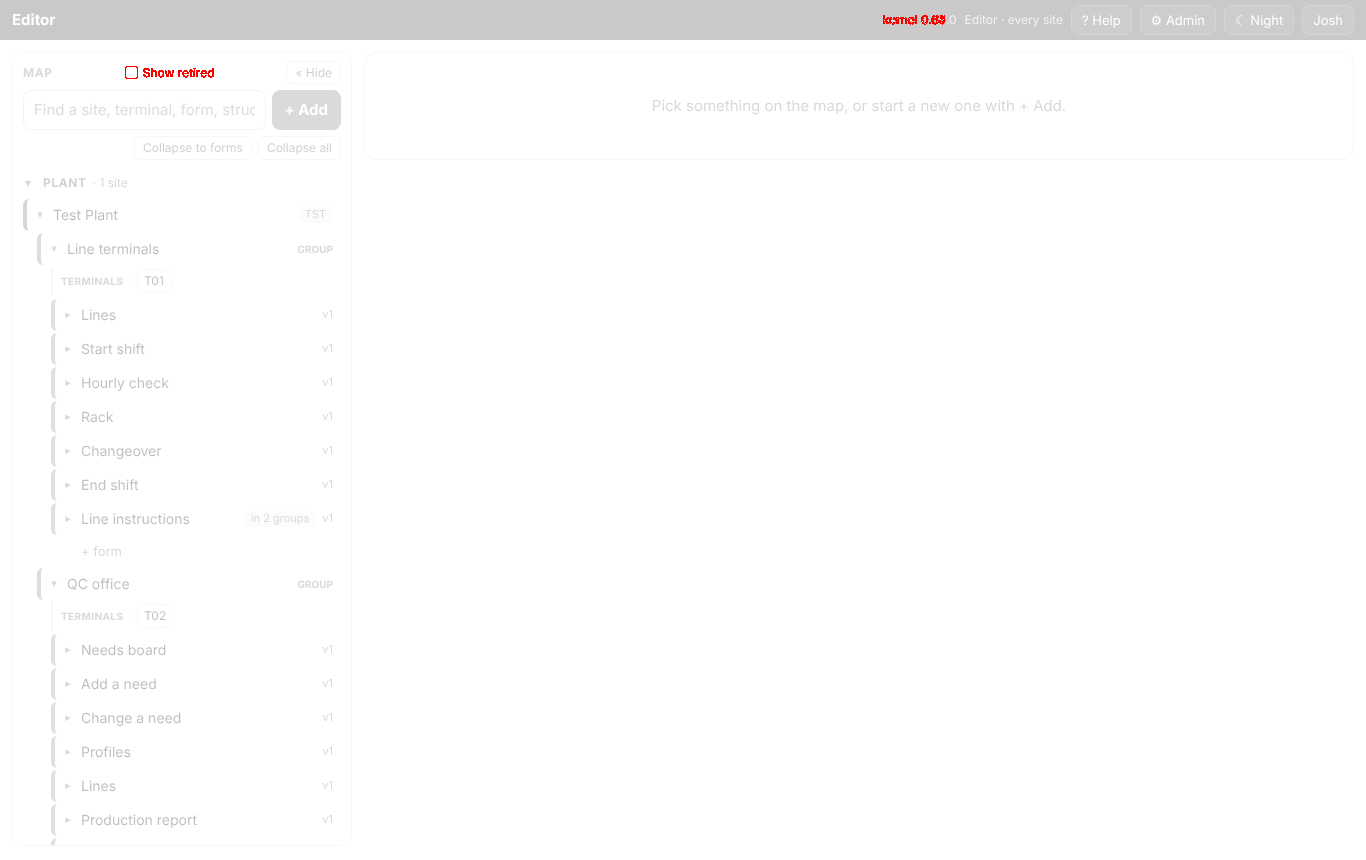 Editor
kernel Editor · every site ? Help ⚙ Admin ☾ Night Josh
MAP Show retired « Hide
Find a site, terminal, form, struc + Add
Collapse to forms Collapse all
▾ PLANT · 1 site
▾ Test Plant TST
▾ Line terminals GROUP
TERMINALS T01
▸ Lines v1
▸ Start shift v1
▸ Hourly check v1
▸ Rack v1
▸ Changeover v1
▸ End shift v1
▸ Line instructions in 2 groups v1
+ form
▾ QC office GROUP
TERMINALS T02
▸ Needs board v1
▸ Add a need v1
▸ Change a need v1
▸ Profiles v1
▸ Lines v1
▸ Production report v1
Pick something on the map, or start a new one with + Add.